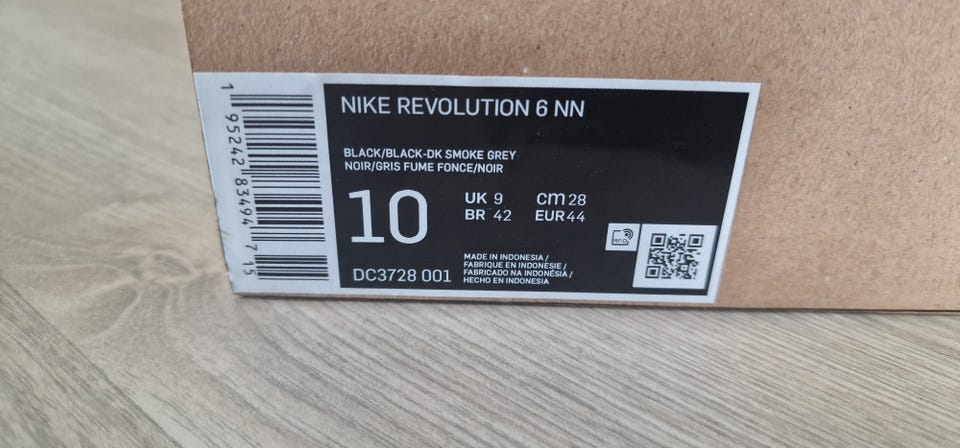 1 95242 83494 7 15
NIKE REVOLUTION 6 NN
BLACK/BLACK-DK SMOKE GREY
NOIR/GRIS FUME FONCE/NOIR
10
UK 9 cm 28
BR 42 EUR 44
DC3728 001
MADE IN INDONESIA /
FABRIQUE EN INDONESIE /
FABRICADO NA INDONÉSIA /
HECHO EN INDONESIA
RFID